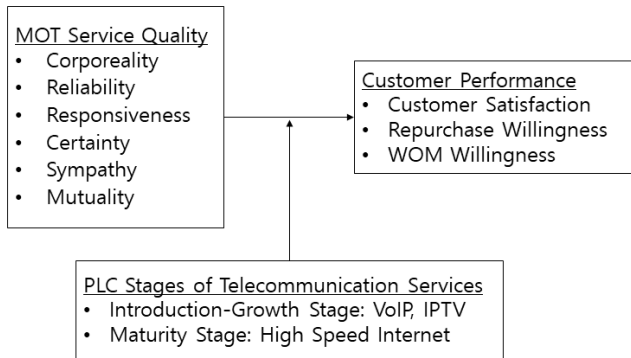 MOT Service Quality
• Corporeality
• Reliability
• Responsiveness
• Certainty
• Sympathy
• Mutuality
Customer Performance
• Customer Satisfaction
• Repurchase Willingness
• WOM Willingness
PLC Stages of Telecommunication Services
• Introduction-Growth Stage: VoIP, IPTV
• Maturity Stage: High Speed Internet